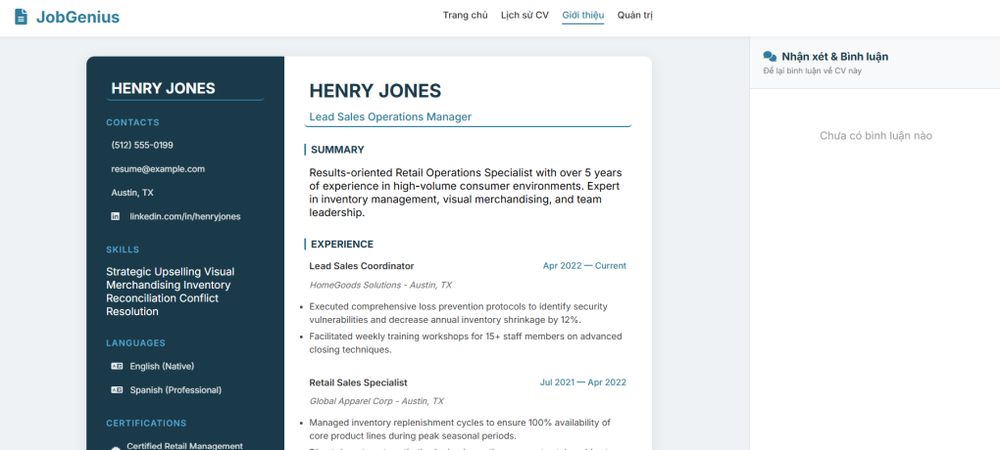 JobGenius
Trang chủ
Lịch sử CV
Giới thiệu
Quản trị
HENRY JONES
CONTACTS
(512) 555-0199
resume@example.com
Austin, TX
linkedin.com/in/henryjones
SKILLS
Strategic Upselling Visual
Merchandising Inventory
Reconciliation Conflict
Resolution
LANGUAGES
English (Native)
Spanish (Professional)
CERTIFICATIONS
Certified Retail Management
HENRY JONES
Lead Sales Operations Manager
SUMMARY
Results-oriented Retail Operations Specialist with over 5 years
of experience in high-volume consumer environments. Expert
in inventory management, visual merchandising, and team
leadership.
EXPERIENCE
Lead Sales Coordinator
Apr 2022 — Current
HomeGoods Solutions - Austin, TX
• Executed comprehensive loss prevention protocols to identify security
vulnerabilities and decrease annual inventory shrinkage by 12%.
• Facilitated weekly training workshops for 15+ staff members on advanced
closing techniques.
Retail Sales Specialist
Jul 2021 — Apr 2022
Global Apparel Corp - Austin, TX
• Managed inventory replenishment cycles to ensure 100% availability of
core product lines during peak seasonal periods.
Nhận xét & Bình luận
Để lại bình luận về CV này
Chưa có bình luận nào